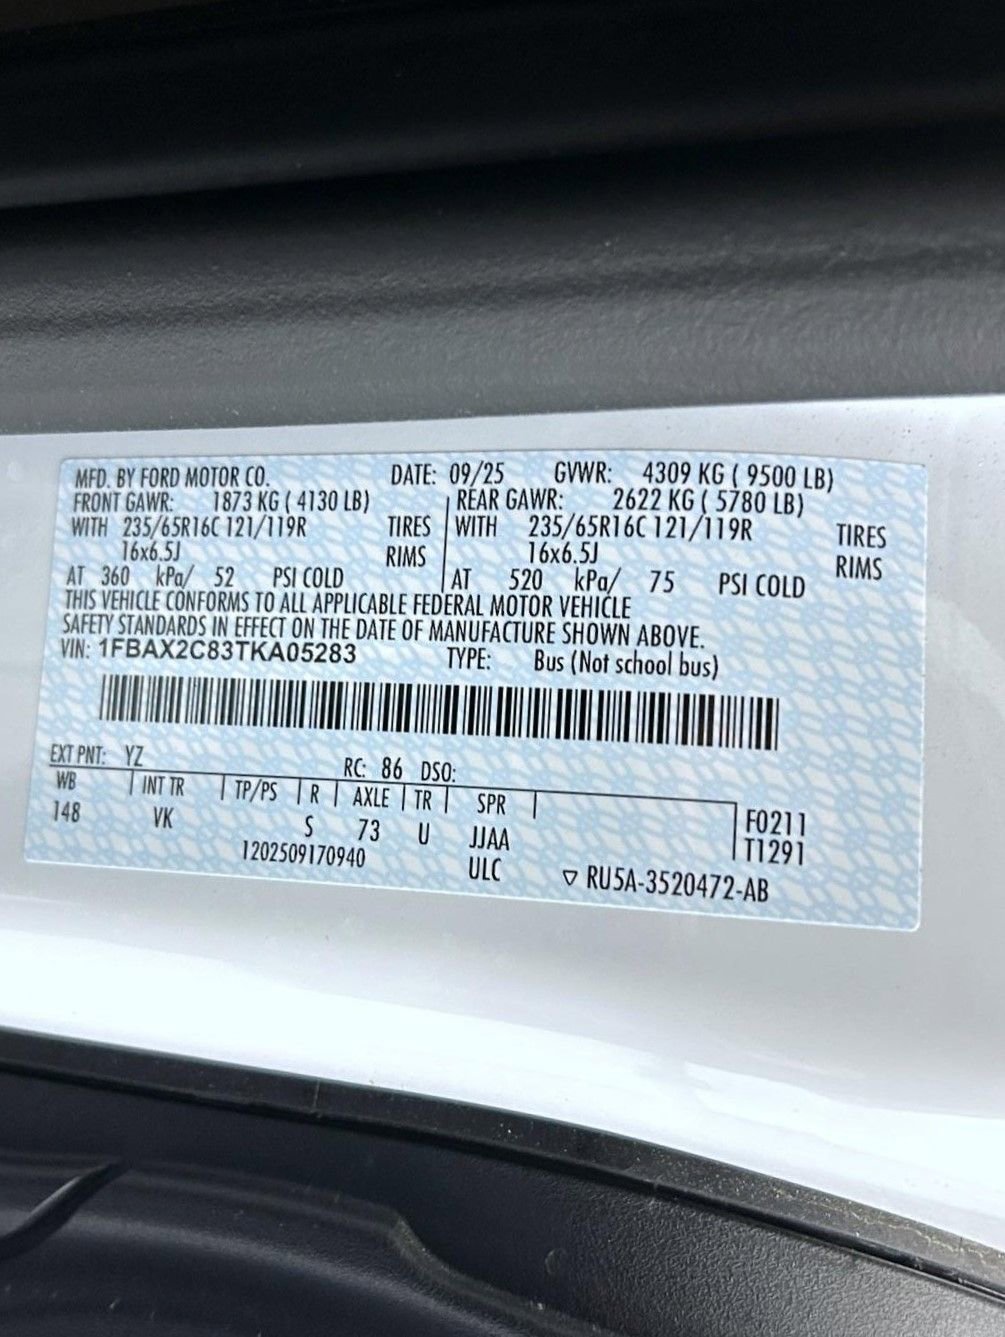 MFD. BY FORD MOTOR CO. DATE: 09/25 GVWR: 4309 KG ( 9500 LB)
FRONT GAWR: 1873 KG ( 4130 LB) REAR GAWR: 2622 KG ( 5780 LB)
WITH 235/65R16C 121/119R TIRES WITH 235/65R16C 121/119R TIRES
16x6.5J RIMS 16x6.5J RIMS
AT 360 kPa/ 52 PSI COLD AT 520 kPa/ 75 PSI COLD
THIS VEHICLE CONFORMS TO ALL APPLICABLE FEDERAL MOTOR VEHICLE
SAFETY STANDARDS IN EFFECT ON THE DATE OF MANUFACTURE SHOWN ABOVE.
VIN: 1FBAX2C83TKA05283 TYPE: Bus (Not school bus)
EXT PNT: YZ RC: 86 DSO:
WB INT TR TP/PS R AXLE TR SPR F0211
148 VK S 73 U JJAA T1291
1202509170940 ULC ▽ RU5A-3520472-AB